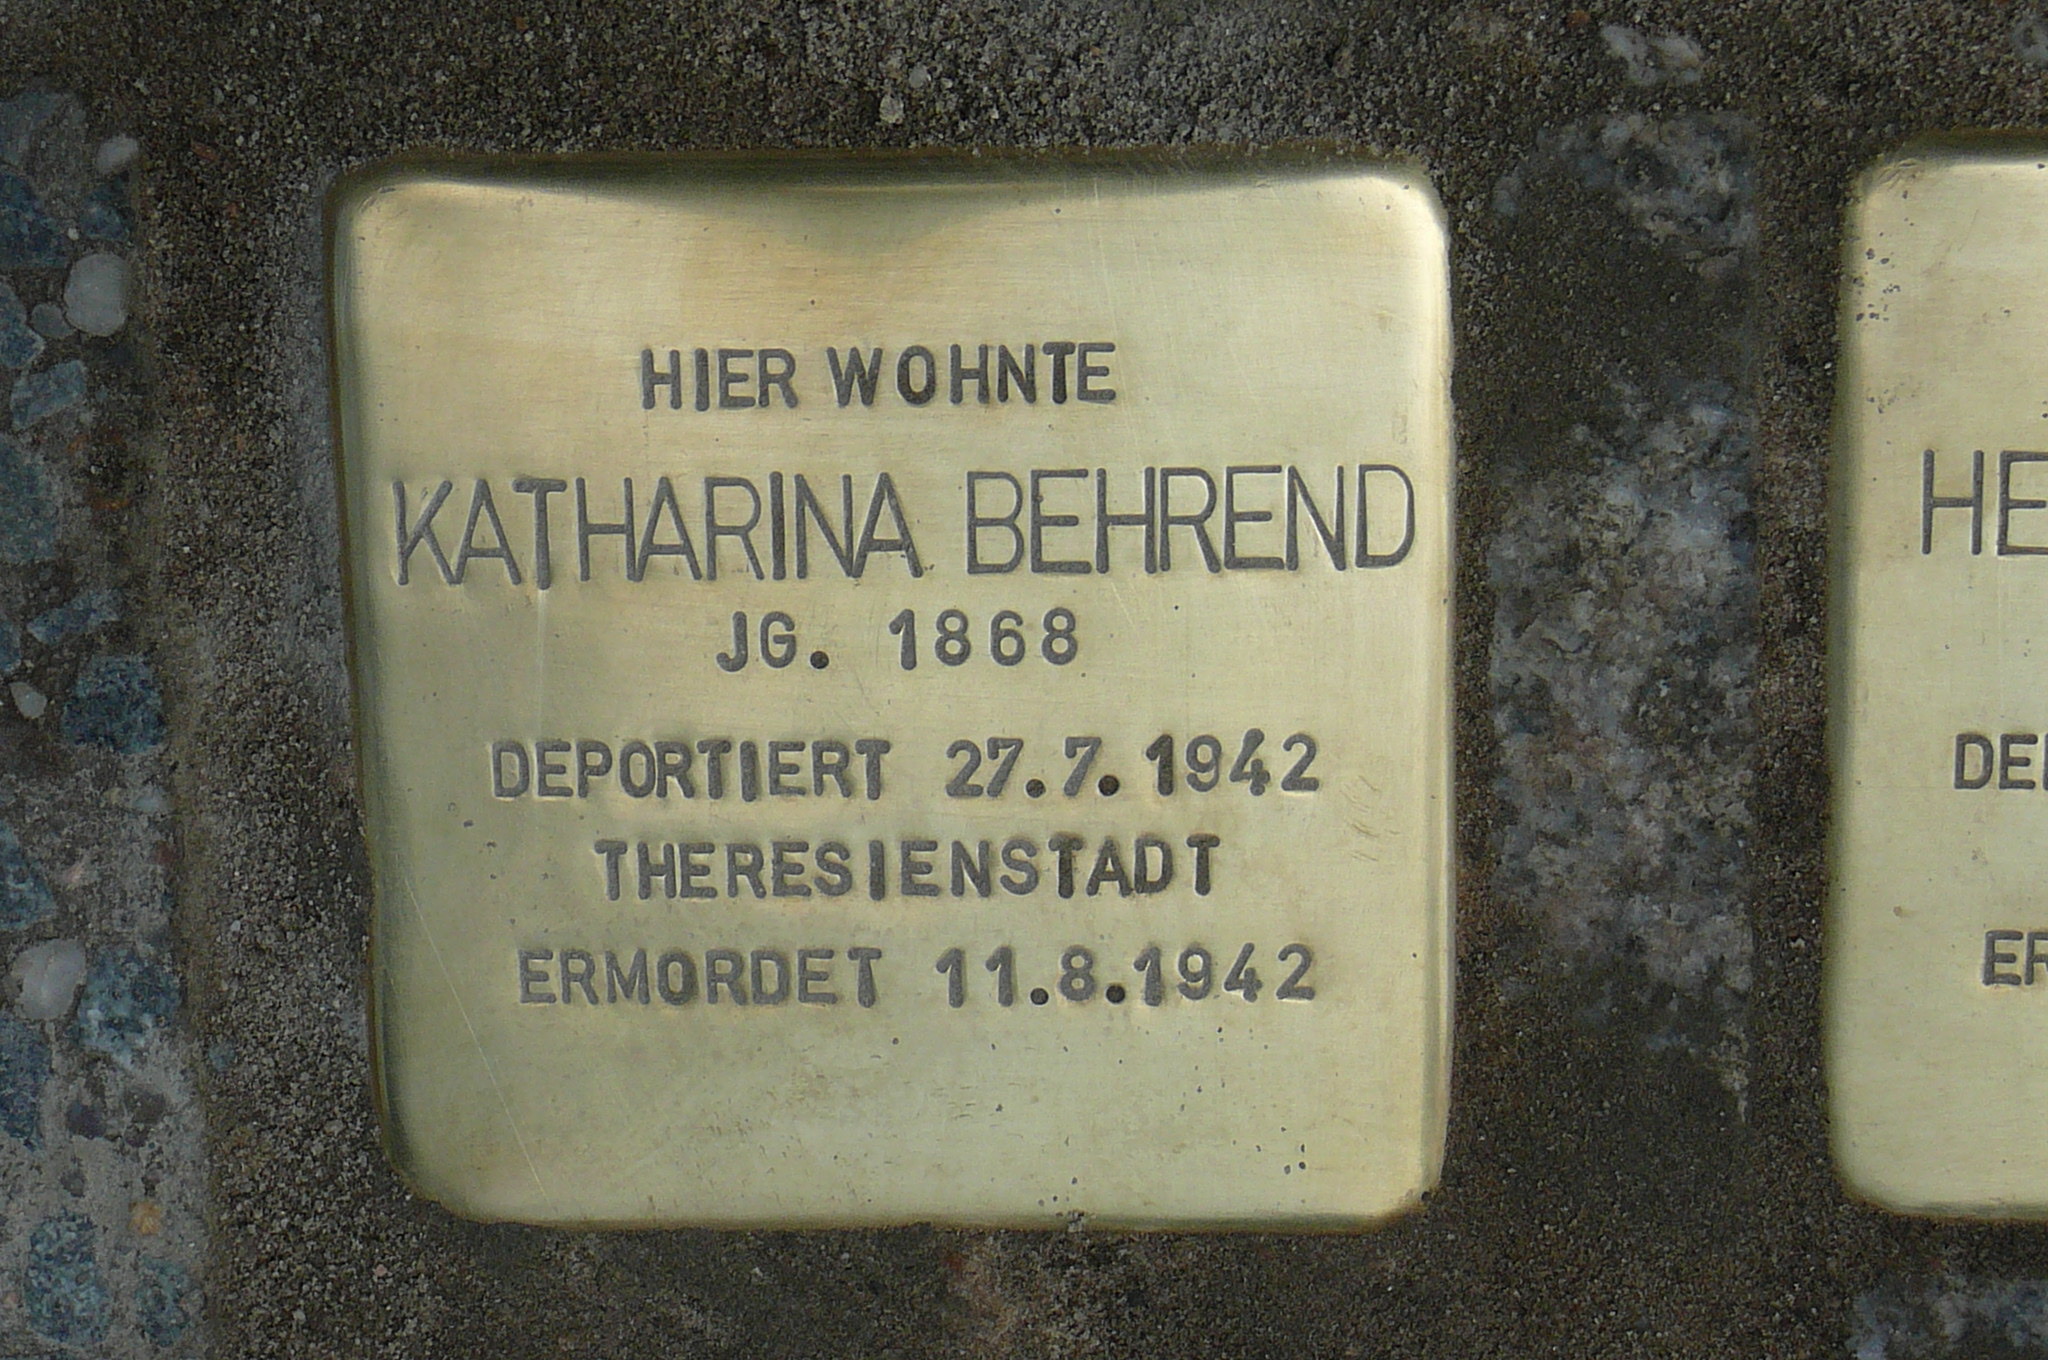 HIER WOHNTE
KATHARINA BEHREND
JG. 1868
DEPORTIERT 27.7.1942
THERESIENSTADT
ERMORDET 11.8.1942